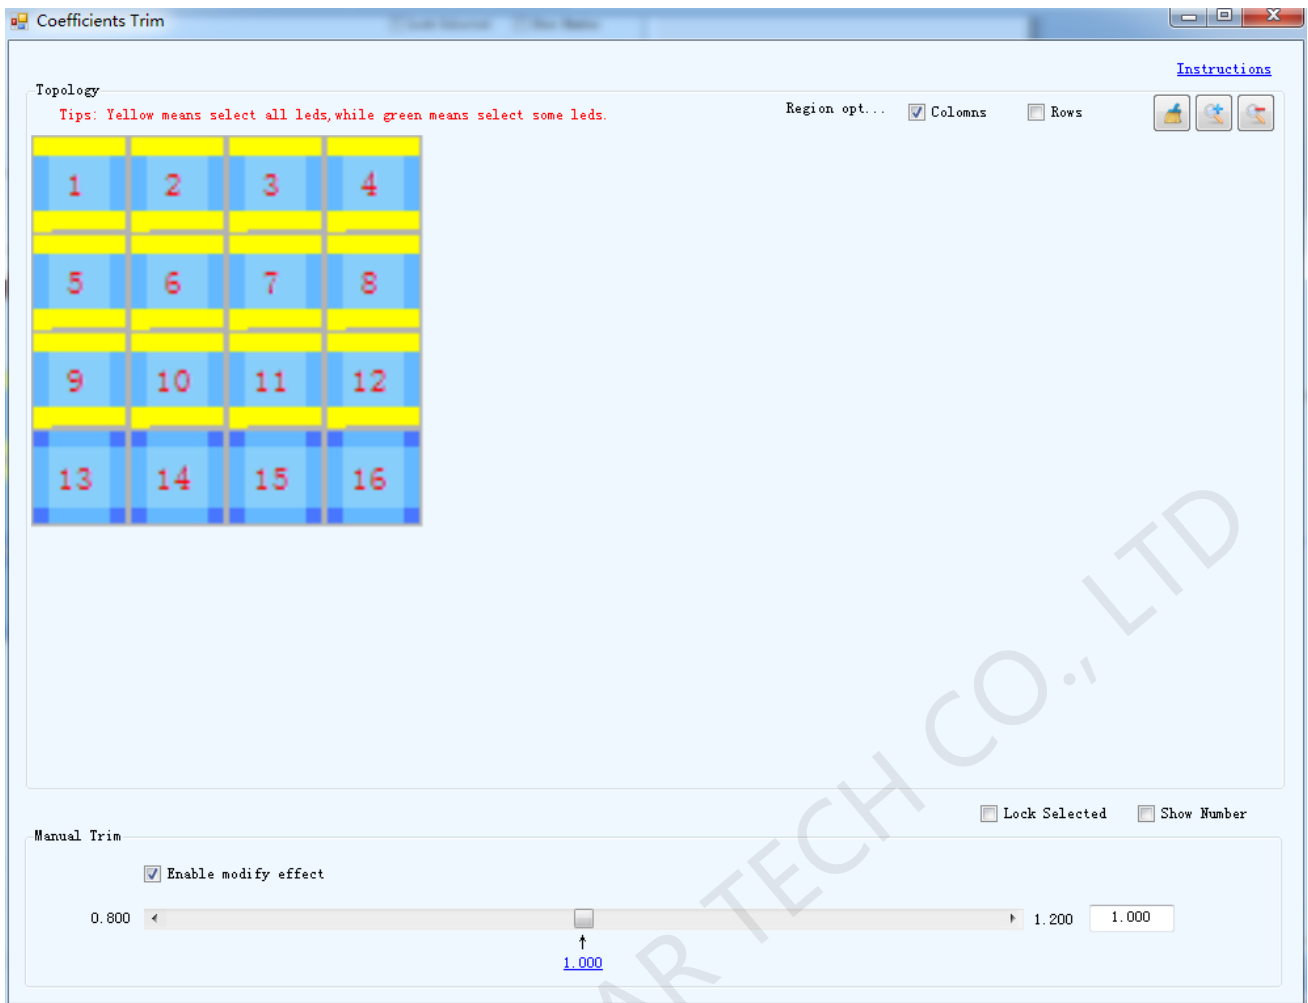 Coefficients Trim
Instructions
Topology
Tips: Yellow means select all leds,while green means select some leds.
Region opt... Colomns Rows
1 2 3 4
5 6 7 8
9 10 11 12
13 14 15 16
Lock Selected Show Number
Manual Trim
Enable modify effect
0.800 1.200 1.000
1.000
AR TECH CO., LTD